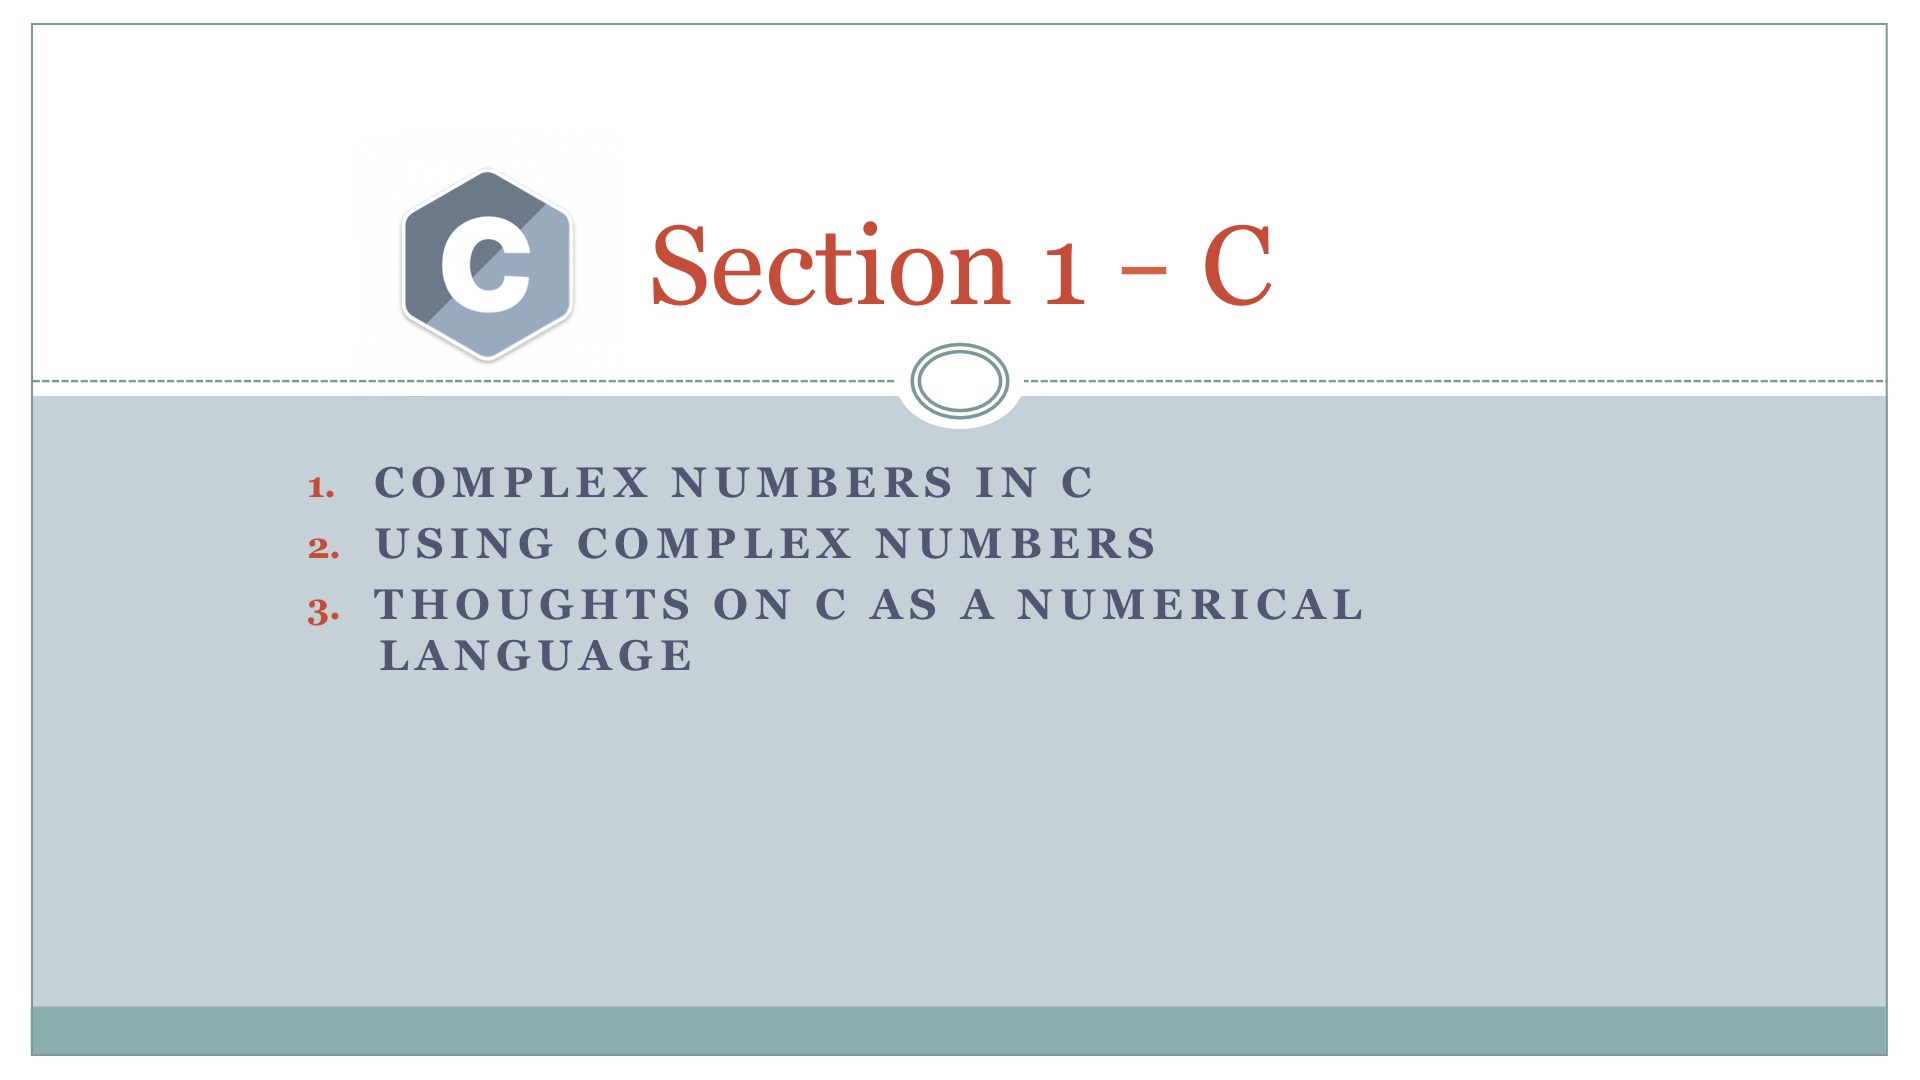 C
Section 1 – C
1. COMPLEX NUMBERS IN C
2. USING COMPLEX NUMBERS
3. THOUGHTS ON C AS A NUMERICAL
LANGUAGE